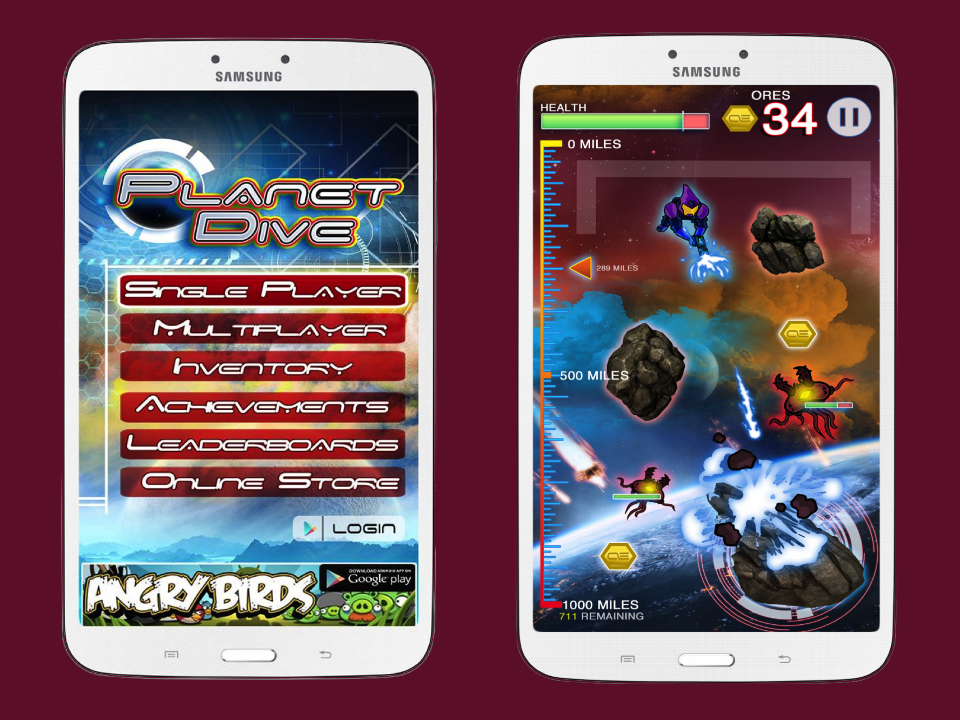 SAMSUNG
PLANET
DIVE
SINGLE PLAYER
MULTIPLAYER
INVENTORY
ACHIEVEMENTS
LEADERBOARDS
ONLINE STORE
LOGIN
ANGRY BIRDS
DOWNLOAD ANDROID APP ON
Google play
SAMSUNG
HEALTH
ORES
34
0 MILES
289 MILES
500 MILES
1000 MILES
711 REMAINING